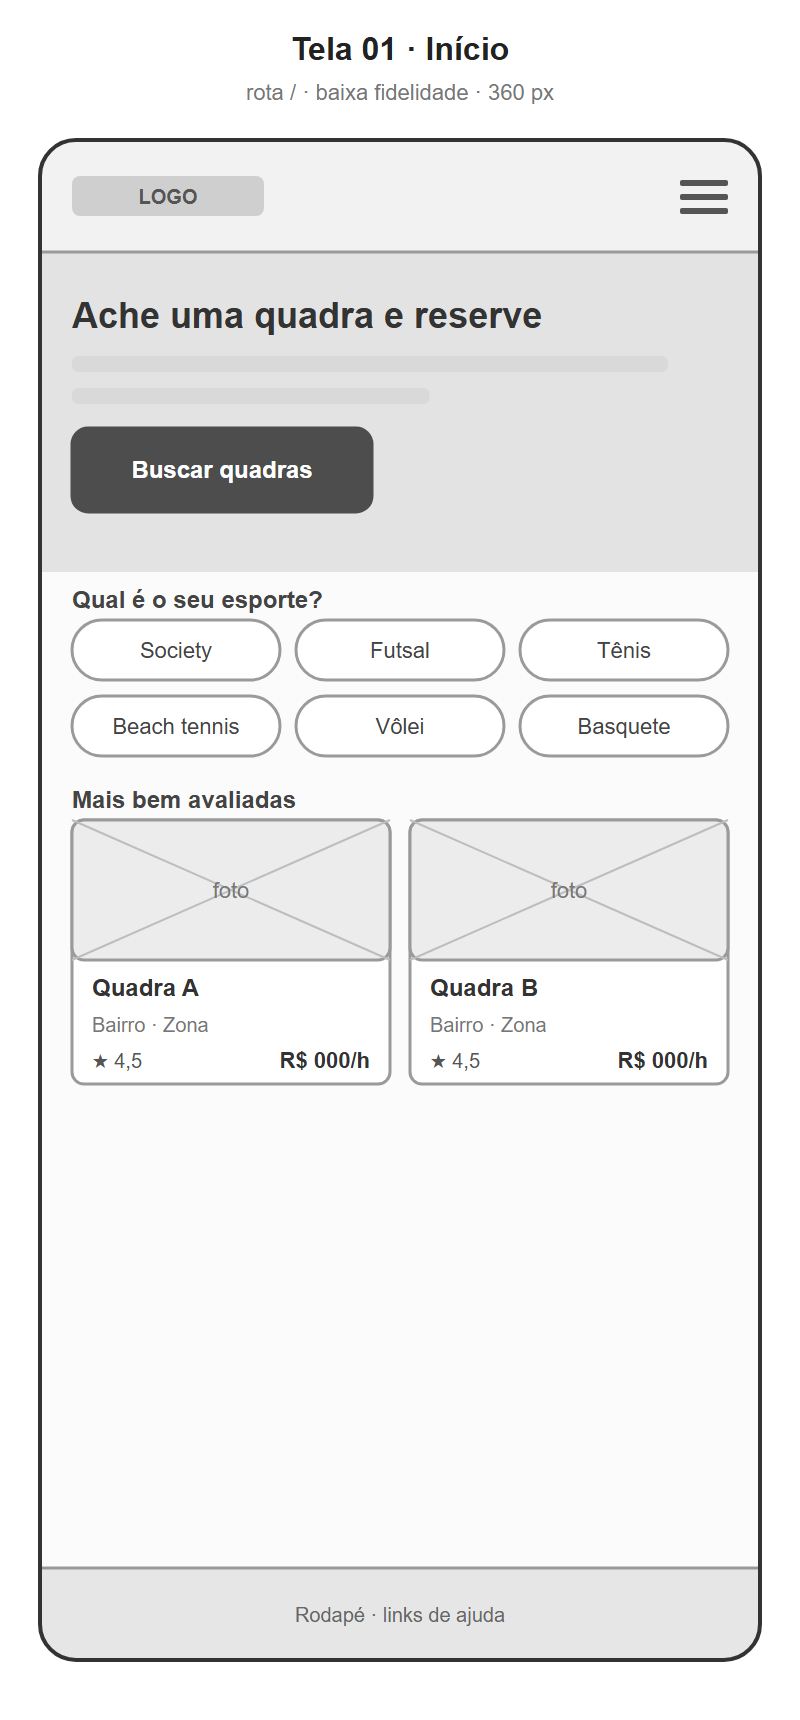 Tela 01 · Início
rota / · baixa fidelidade · 360 px
LOGO
Ache uma quadra e reserve
Buscar quadras
Qual é o seu esporte?
Society Futsal Tênis
Beach tennis Vôlei Basquete
Mais bem avaliadas
foto foto
Quadra A Quadra B
Bairro · Zona Bairro · Zona
★ 4,5 R$ 000/h ★ 4,5 R$ 000/h
Rodapé · links de ajuda